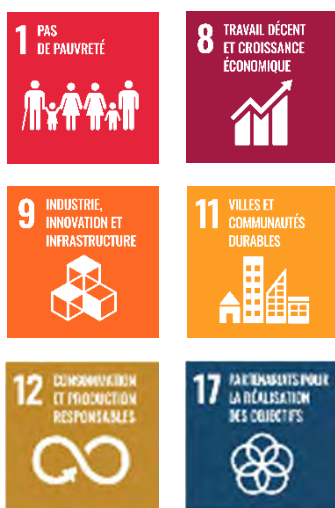 1 PAS
DE PAUVRETÉ
8 TRAVAIL DÉCENT
ET CROISSANCE
ÉCONOMIQUE
9 INDUSTRIE,
INNOVATION ET
INFRASTRUCTURE
11 VILLES ET
COMMUNAUTÉS
DURABLES
12 CONSOMMATION
ET PRODUCTION
RESPONSABLES
17 PARTENARIATS POUR
LA RÉALISATION
DES OBJECTIFS